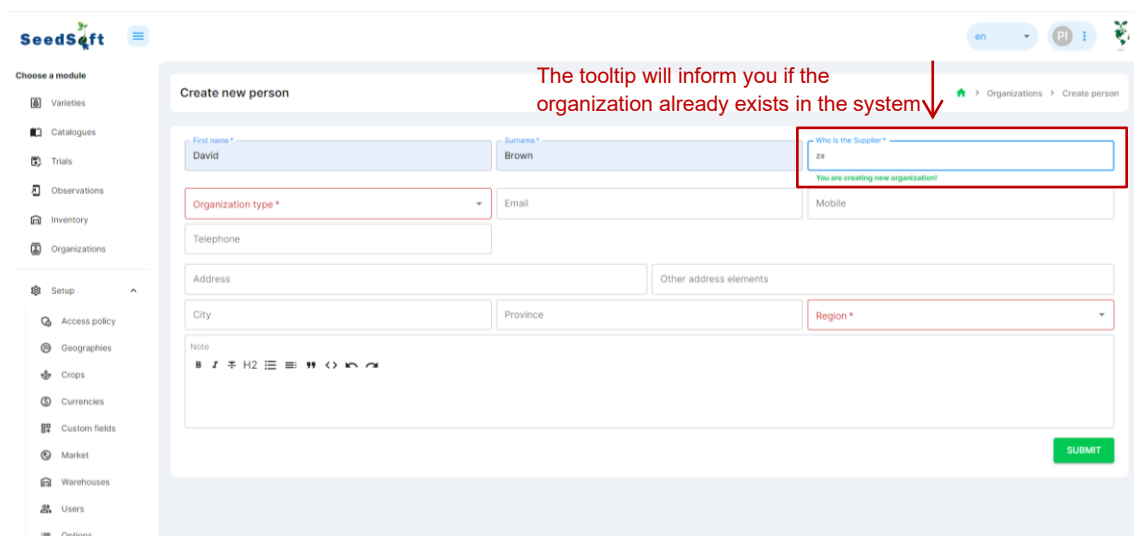 SeedSoft
en
PI
Choose a module
Varieties
Catalogues
Trials
Observations
Inventory
Organizations
Setup
Access policy
Geographies
Crops
Currencies
Custom fields
Market
Warehouses
Users
Options
The tooltip will inform you if the
organization already exists in the system
Create new person
> Organizations > Create person
First name *
David
Surname *
Brown
Who is the Supplier *
za
You are creating new organization!
Organization type *
Email
Mobile
Telephone
Address
Other address elements
City
Province
Region *
Note
B I T H2
SUBMIT